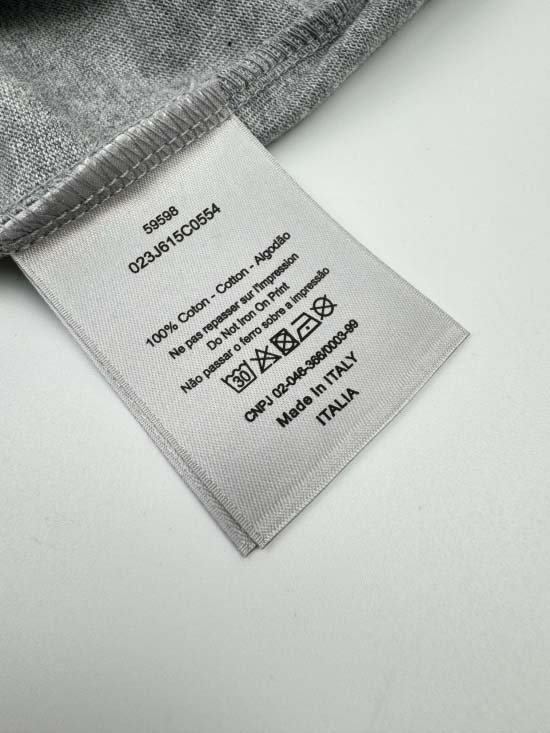 59598
023J615C0554
100% Coton - Cotton - Algodão
Ne pas repasser sur l'impression
Do Not Iron On Print
Não passar o ferro sobre a impressão
30
CNPJ 02-046-366/0003-99
Made In ITALY
ITALIA